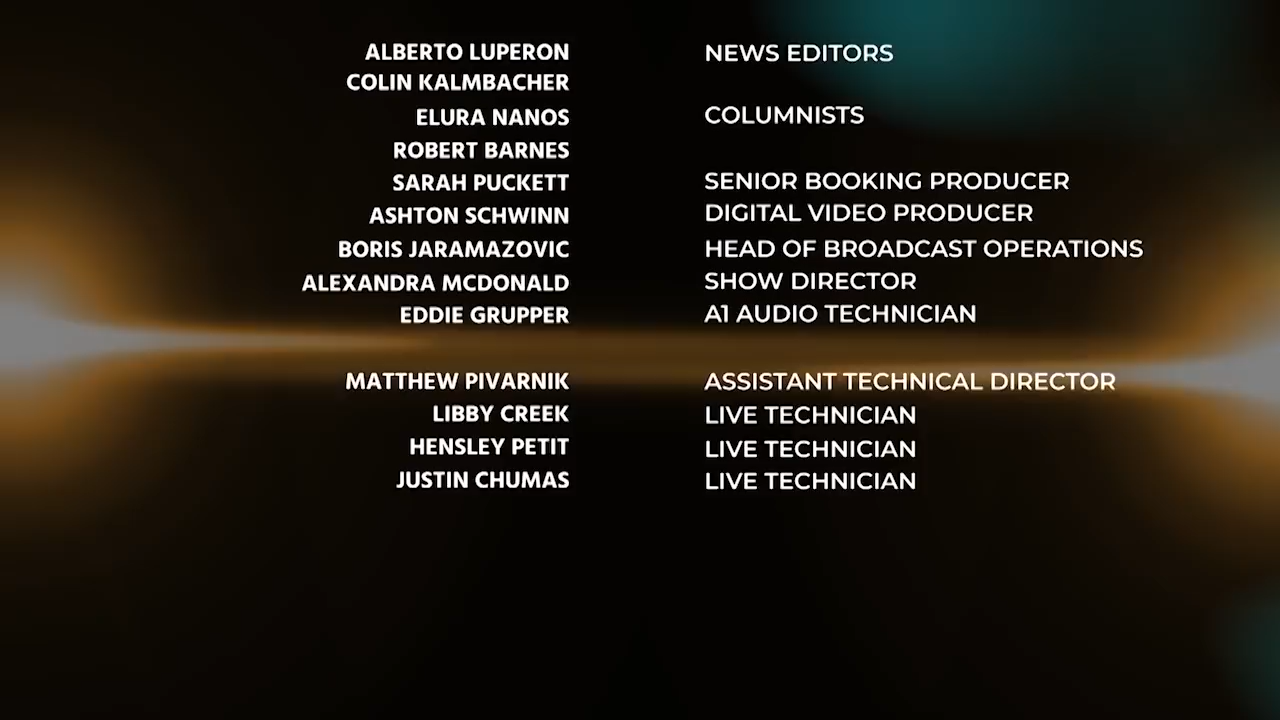 ALBERTO LUPERON NEWS EDITORS
COLIN KALMBACHER
ELURA NANOS COLUMNISTS
ROBERT BARNES
SARAH PUCKETT SENIOR BOOKING PRODUCER
ASHTON SCHWINN DIGITAL VIDEO PRODUCER
BORIS JARAMAZOVIC HEAD OF BROADCAST OPERATIONS
ALEXANDRA MCDONALD SHOW DIRECTOR
EDDIE GRUPPER A1 AUDIO TECHNICIAN
MATTHEW PIVARNIK ASSISTANT TECHNICAL DIRECTOR
LIBBY CREEK LIVE TECHNICIAN
HENSLEY PETIT LIVE TECHNICIAN
JUSTIN CHUMAS LIVE TECHNICIAN